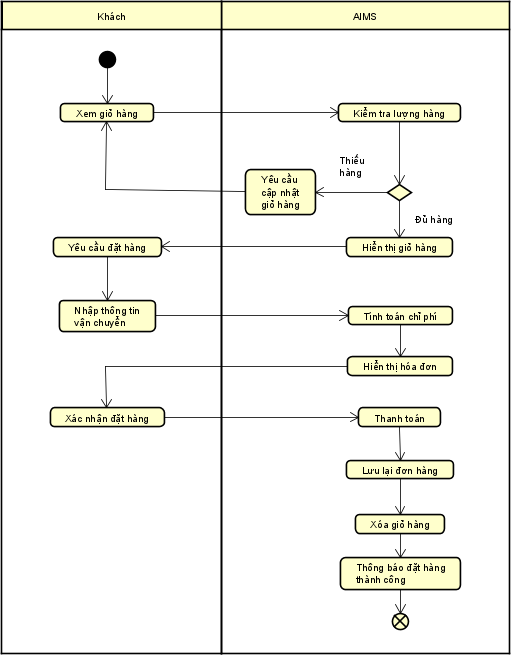 Khách
AIMS
Xem giỏ hàng
Kiểm tra lượng hàng
Thiếu
hàng
Yêu cầu
cập nhật
giỏ hàng
Đủ hàng
Yêu cầu đặt hàng
Hiển thị giỏ hàng
Nhập thông tin
vận chuyển
Tính toán chi phí
Hiển thị hóa đơn
Xác nhận đặt hàng
Thanh toán
Lưu lại đơn hàng
Xóa giỏ hàng
Thông báo đặt hàng
thành công